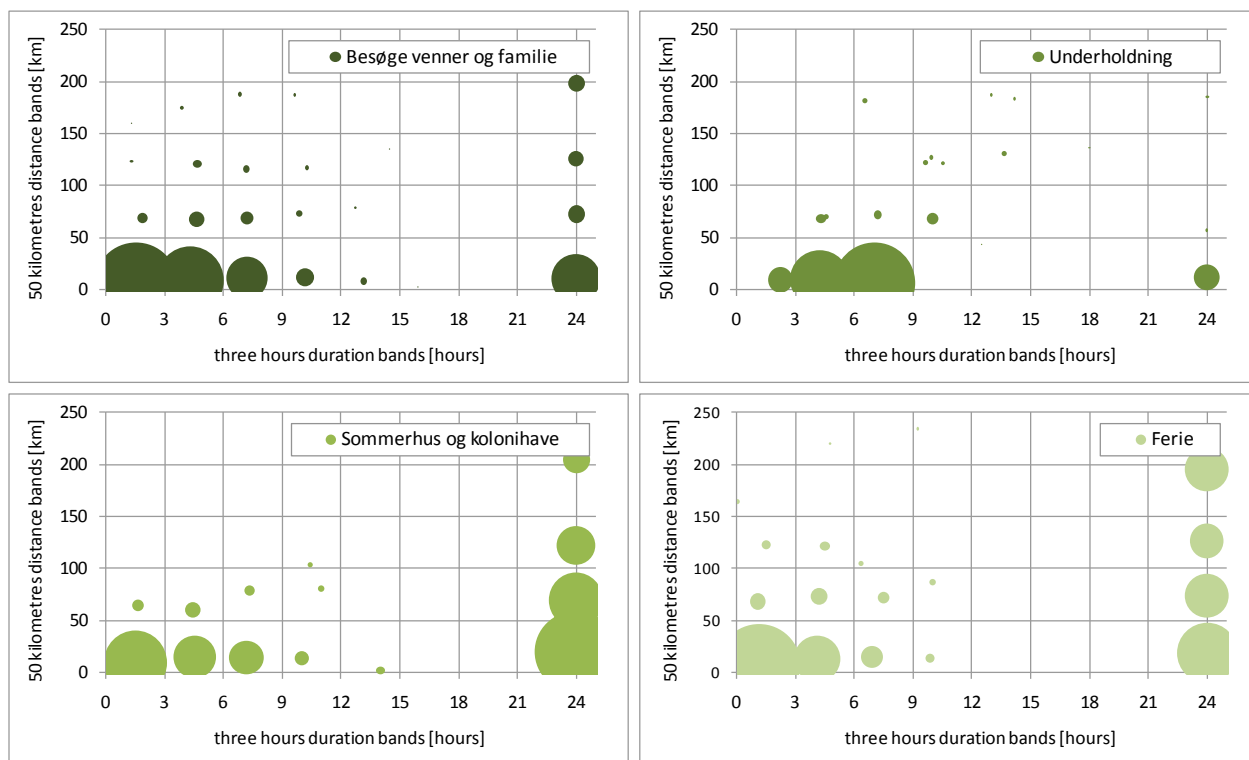 250
200
150
100
50
0
50 kilometres distance bands [km]
Besøge venner og familie
0 3 6 9 12 15 18 21 24
three hours duration bands [hours]
250
200
150
100
50
0
50 kilometres distance bands [km]
Underholdning
0 3 6 9 12 15 18 21 24
three hours duration bands [hours]
250
200
150
100
50
0
50 kilometres distance bands [km]
Sommerhus og kolonihave
0 3 6 9 12 15 18 21 24
three hours duration bands [hours]
250
200
150
100
50
0
50 kilometres distance bands [km]
Ferie
0 3 6 9 12 15 18 21 24
three hours duration bands [hours]